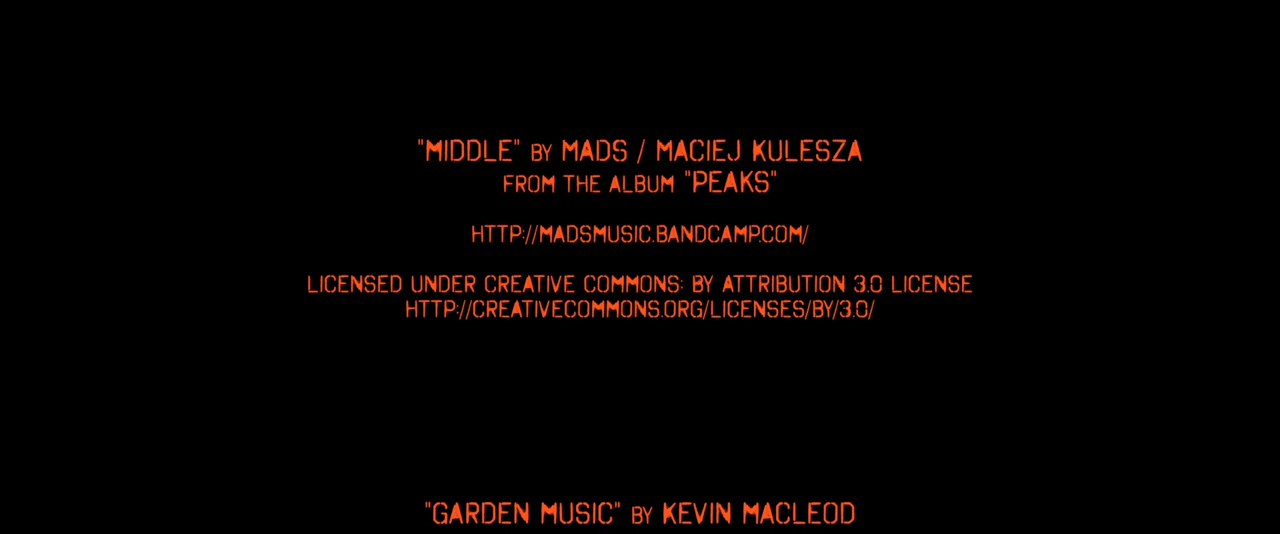 "MIDDLE" BY MADS / MACIEJ KULESZA
FROM THE ALBUM "PEAKS"
HTTP://MADSMUSIC.BANDCAMP.COM/
LICENSED UNDER CREATIVE COMMONS: BY ATTRIBUTION 3.0 LICENSE
HTTP://CREATIVECOMMONS.ORG/LICENSES/BY/3.0/
"GARDEN MUSIC" BY KEVIN MACLEOD